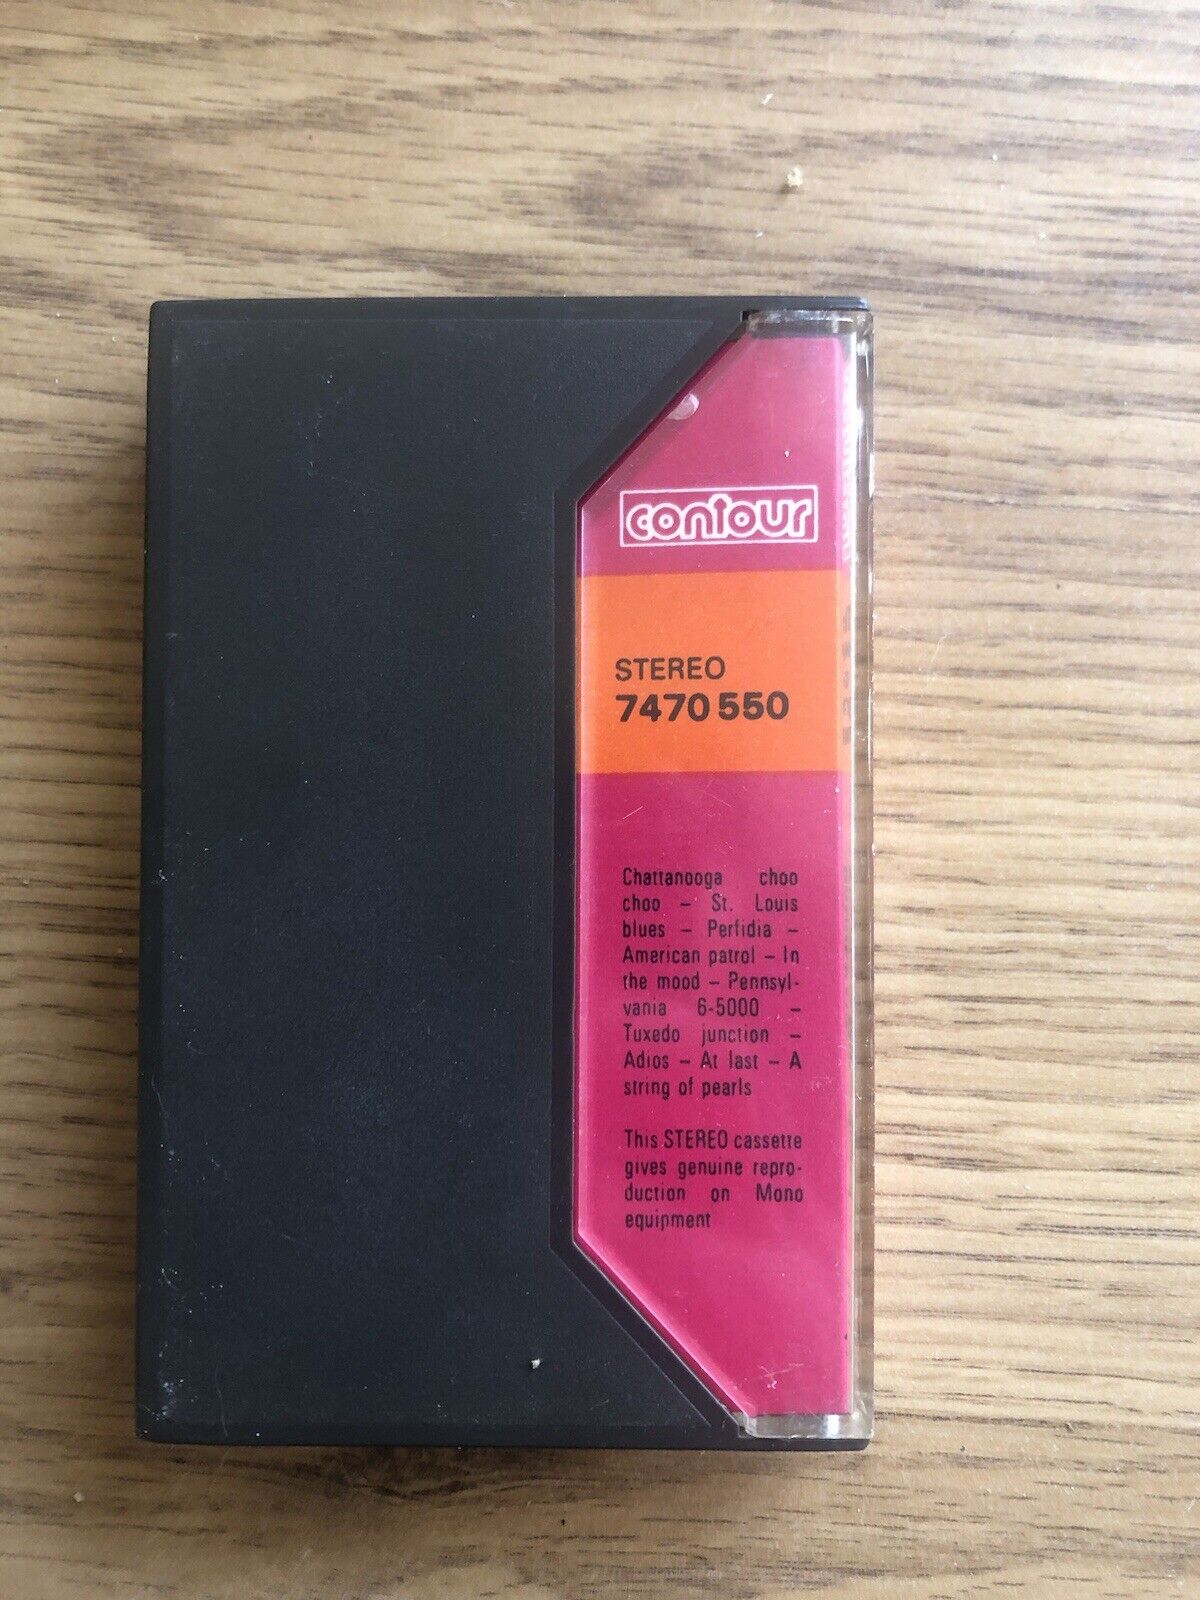 contour
STEREO
7470 550
Chattanooga choo
choo – St. Louis
blues – Perfidia –
American patrol – In
the mood – Pennsyl-
vania 6-5000 –
Tuxedo junction –
Adios – At last – A
string of pearls
This STEREO cassette
gives genuine repro-
duction on Mono
equipment